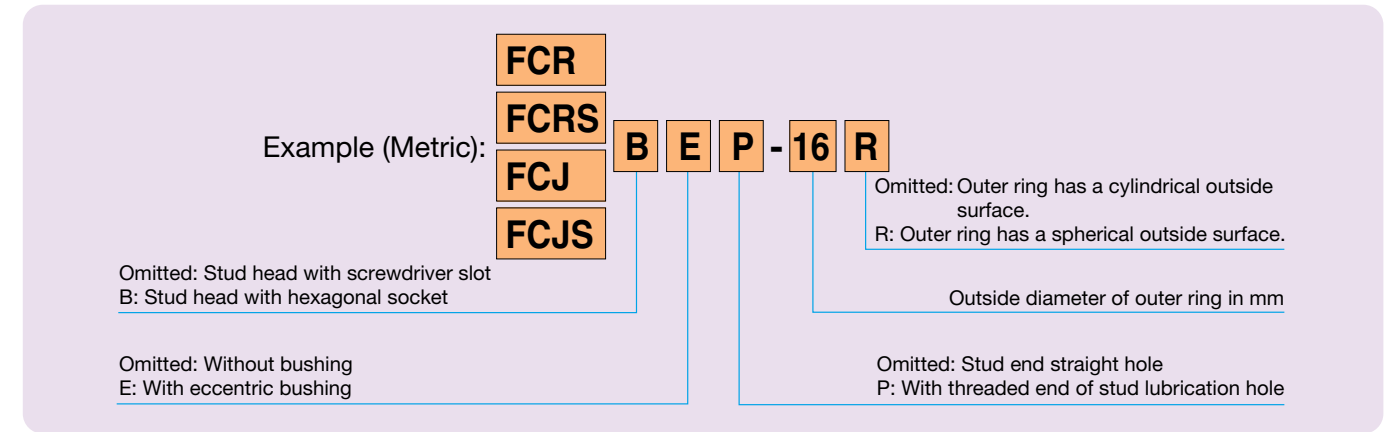 FCR
FCRS
Example (Metric): B E P - 16 R
FCJ
FCJS
Omitted: Outer ring has a cylindrical outside
surface.
R: Outer ring has a spherical outside surface.
Omitted: Stud head with screwdriver slot
B: Stud head with hexagonal socket
Outside diameter of outer ring in mm
Omitted: Without bushing
E: With eccentric bushing
Omitted: Stud end straight hole
P: With threaded end of stud lubrication hole